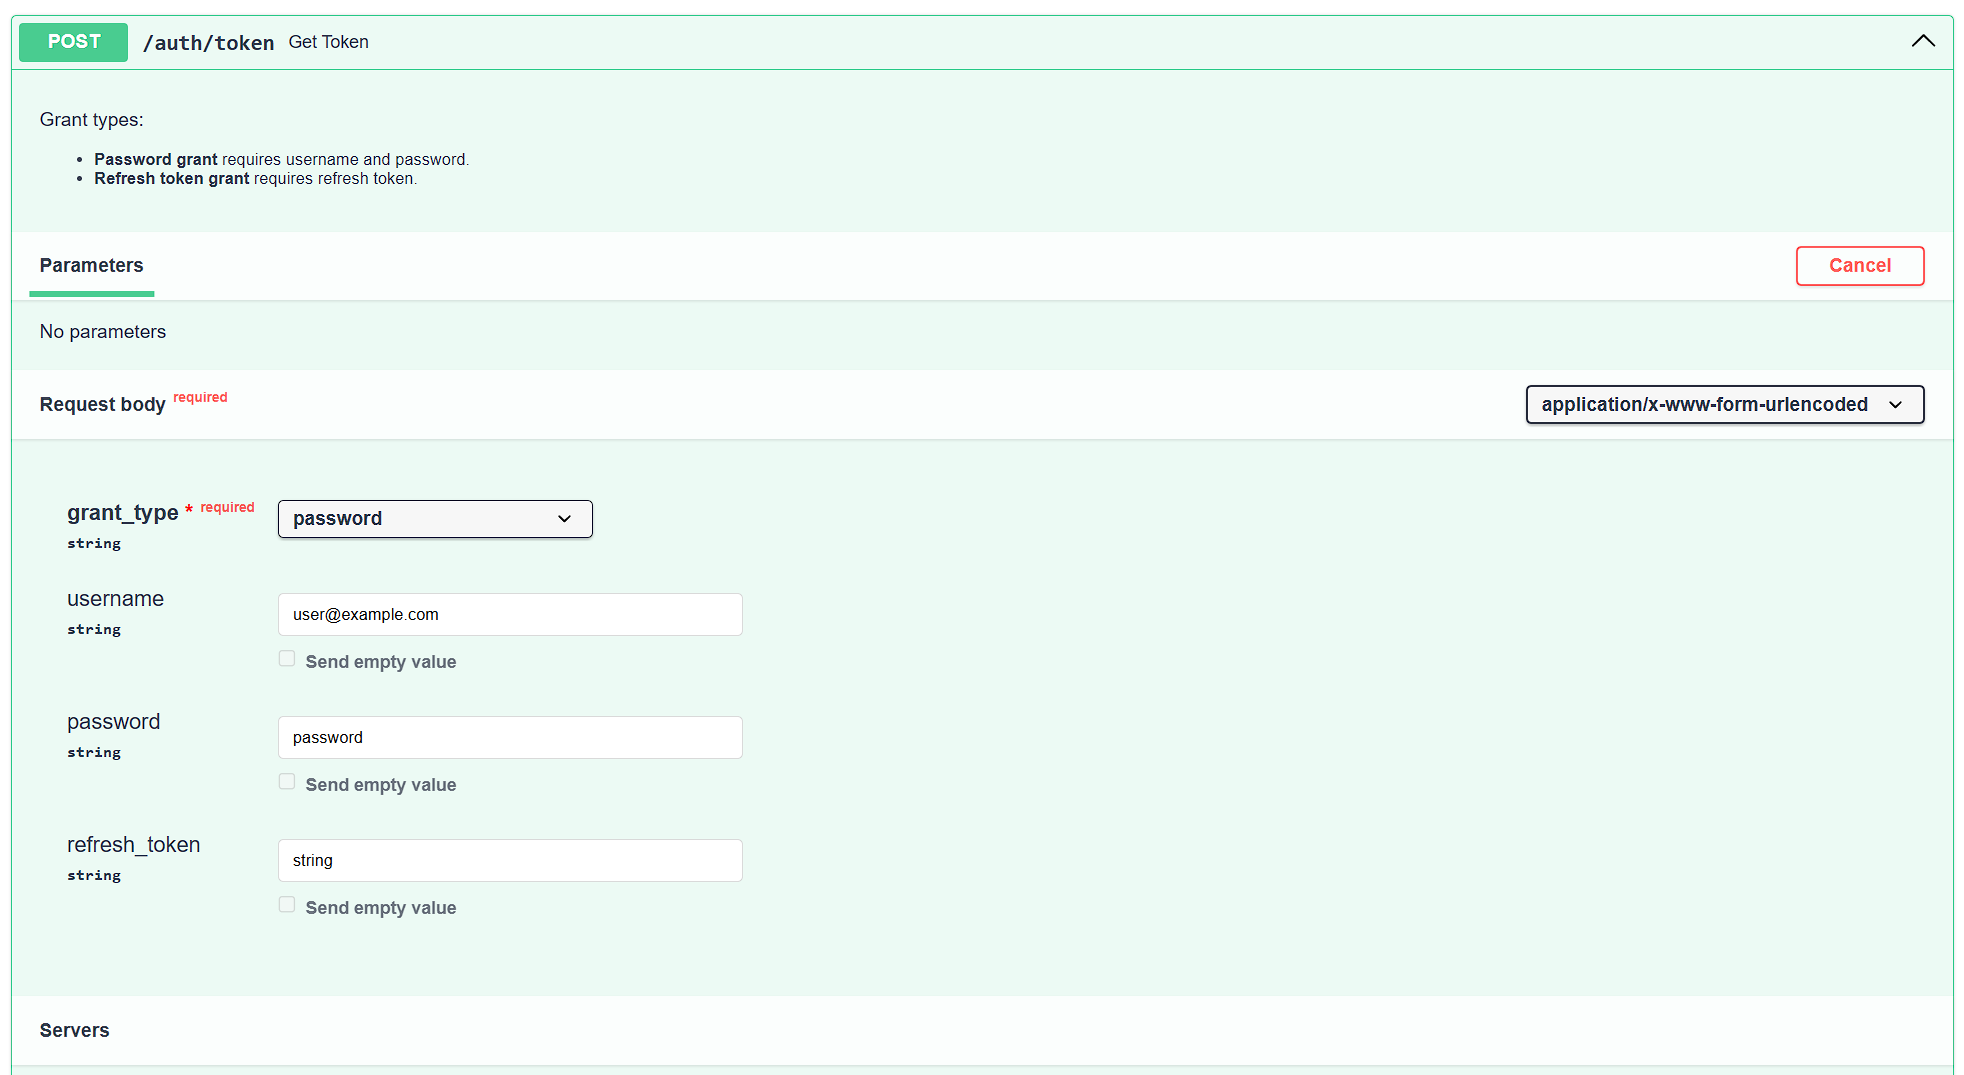 POST /auth/token Get Token
Grant types:
Password grant requires username and password.
Refresh token grant requires refresh token.
Parameters
Cancel
No parameters
Request body required
application/x-www-form-urlencoded
grant_type * required
string
password
username
string
user@example.com
Send empty value
password
string
password
Send empty value
refresh_token
string
string
Send empty value
Servers